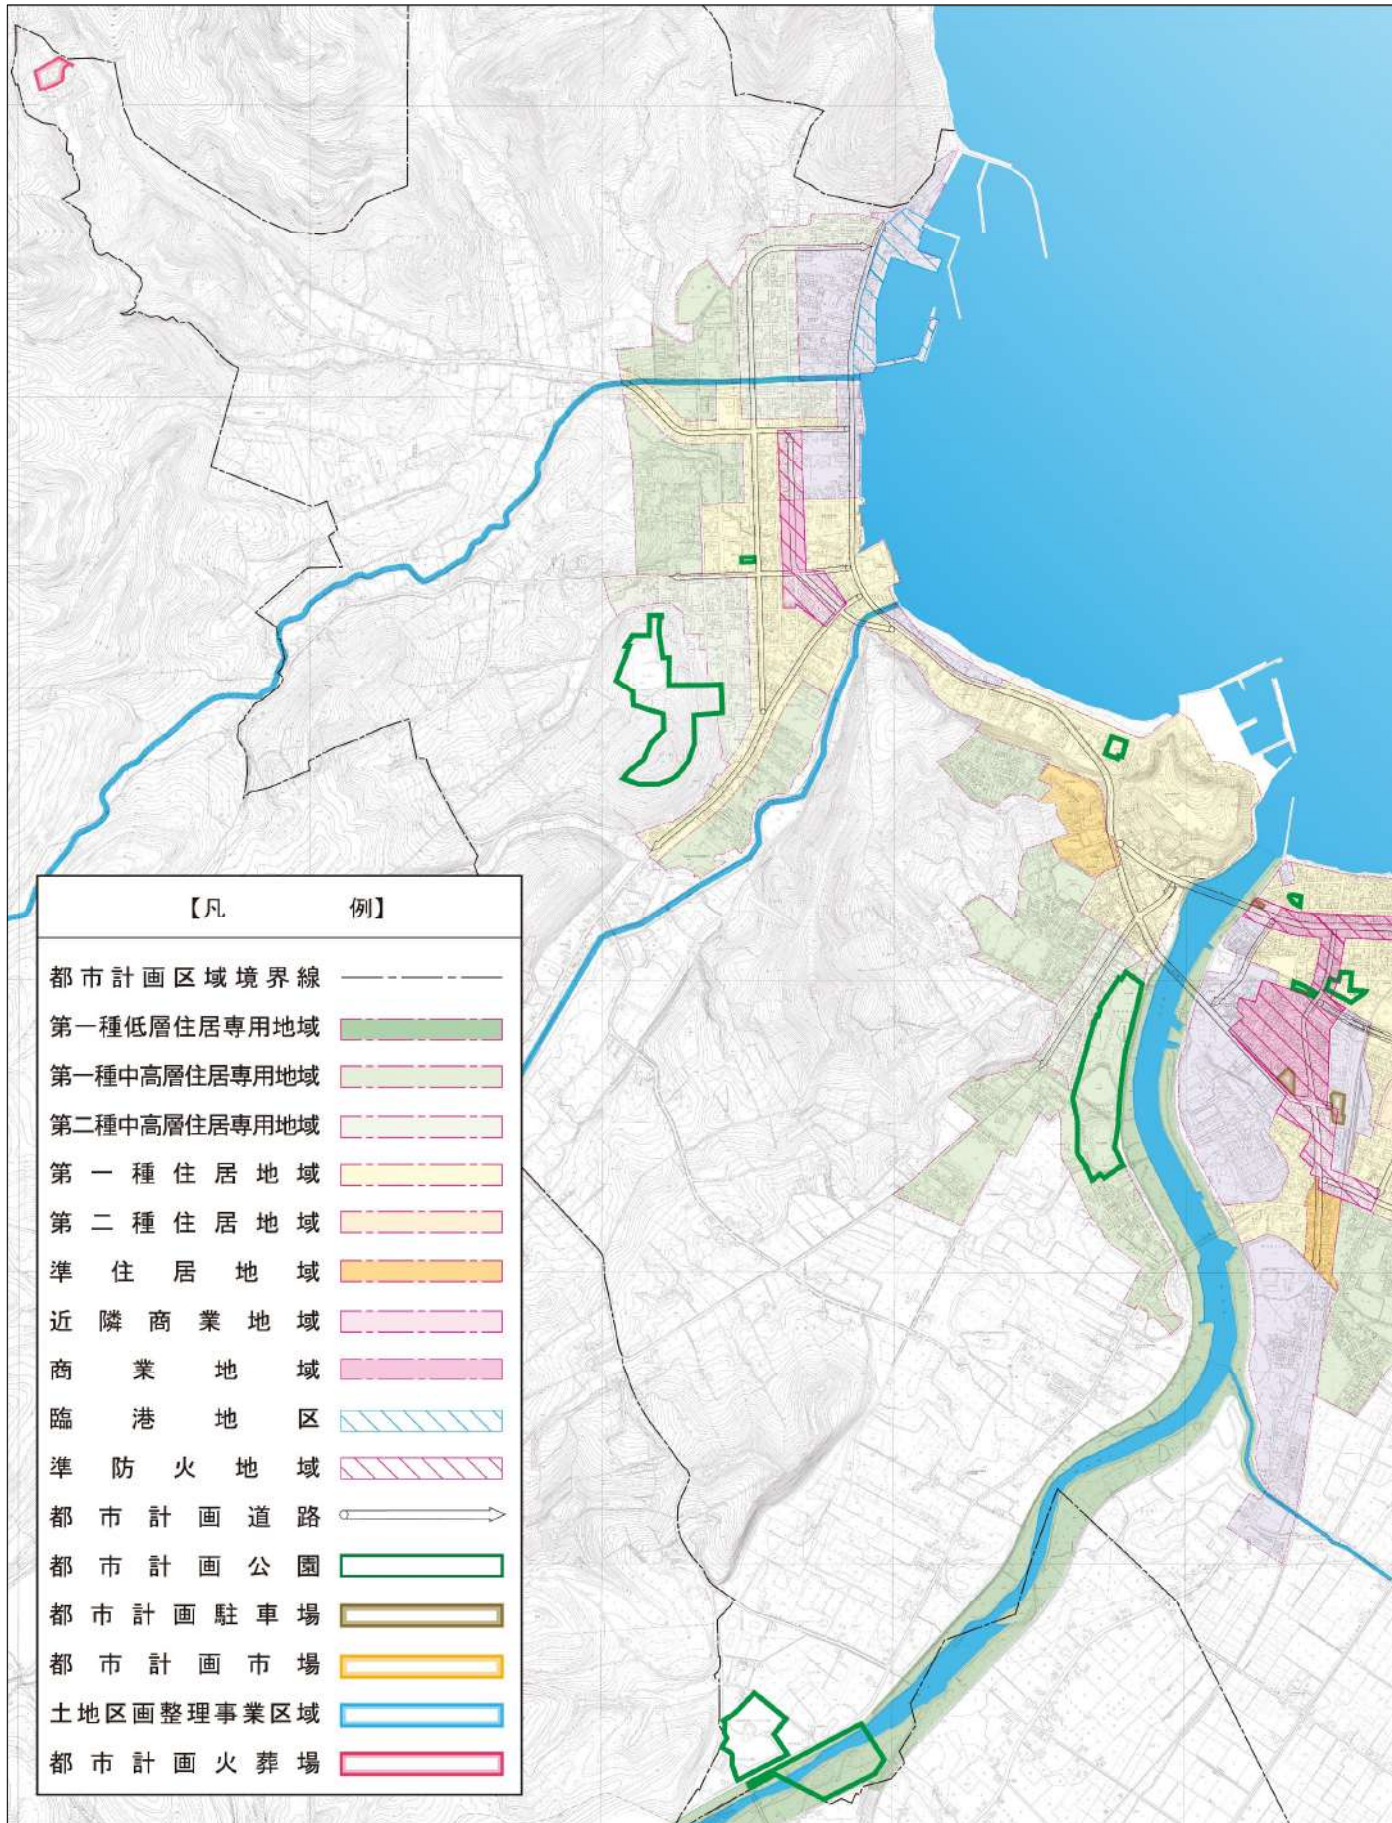 【凡例】
都市計画区域境界線
第一種低層住居専用地域
第一種中高層住居専用地域
第二種中高層住居専用地域
第一種住居地域
第二種住居地域
準住居地域
近隣商業地域
商業地域
臨港地区
準防火地域
都市計画道路
都市計画公園
都市計画駐車場
都市計画市場
土地区画整理事業区域
都市計画火葬場